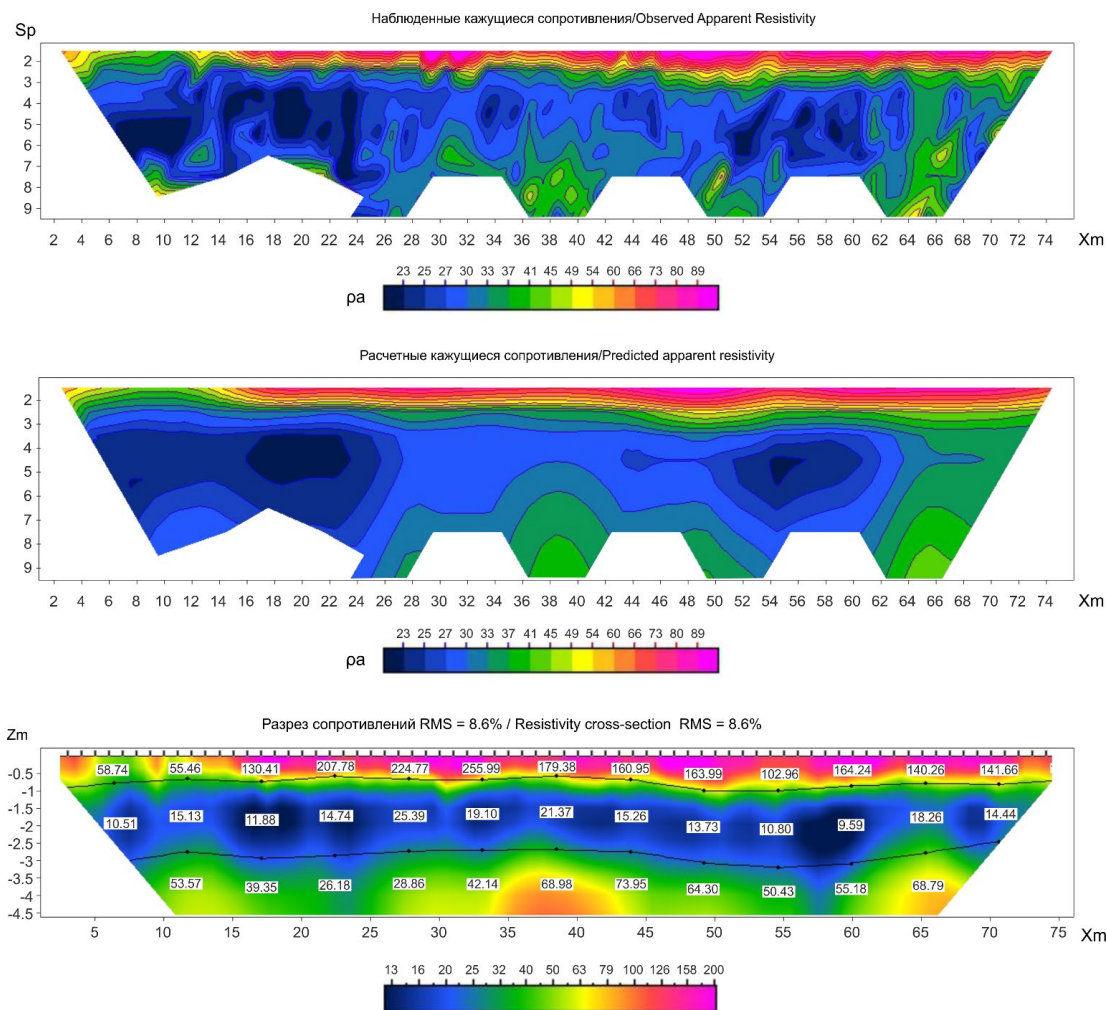 Наблюденные кажущиеся сопротивления/Observed Apparent Resistivity
Sp
2
3
4
5
6
7
8
9
2 4 6 8 10 12 14 16 18 20 22 24 26 28 30 32 34 36 38 40 42 44 46 48 50 52 54 56 58 60 62 64 66 68 70 72 74 Xm
23 25 27 30 33 37 41 45 49 54 60 66 73 80 89
ρa
Расчетные кажущиеся сопротивления/Predicted apparent resistivity
2
3
4
5
6
7
8
9
2 4 6 8 10 12 14 16 18 20 22 24 26 28 30 32 34 36 38 40 42 44 46 48 50 52 54 56 58 60 62 64 66 68 70 72 74 Xm
23 25 27 30 33 37 41 45 49 54 60 66 73 80 89
ρa
Разрез сопротивлений RMS = 8.6% / Resistivity cross-section RMS = 8.6%
Zm
-0.5
-1
-1.5
-2
-2.5
-3
-3.5
-4
-4.5
58.74 55.46 130.41 207.78 224.77 255.99 179.38 160.95 163.99 102.96 164.24 140.26 141.66
10.51 15.13 11.88 14.74 25.39 19.10 21.37 15.26 13.73 10.80 9.59 18.26 14.44
53.57 39.35 26.18 28.86 42.14 68.98 73.95 64.30 50.43 55.18 68.79
5 10 15 20 25 30 35 40 45 50 55 60 65 70 75 Xm
13 16 20 25 32 40 50 63 79 100 126 158 200